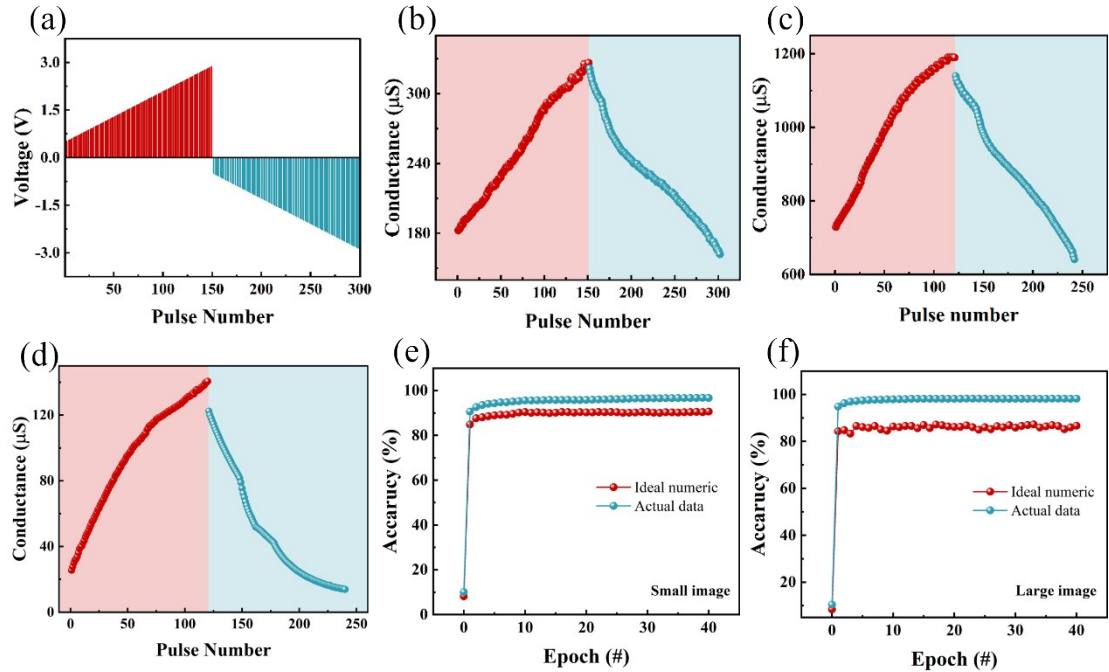 (a)
3.0
1.5
0.0
-1.5
-3.0
Voltage (V)
50 100 150 200 250 300
Pulse Number
(b)
360
300
240
180
Conductance (μS)
0 50 100 150 200 250 300
Pulse Number
(c)
1200
1000
800
600
Conductance (μS)
0 50 100 150 200 250
Pulse number
(d)
160
120
80
40
0
Conductance (μS)
0 50 100 150 200 250
Pulse Number
(e)
100
80
60
40
20
0
Accarucy (%)
Ideal numeric
Actual data
Small image
0 10 20 30 40
Epoch (#)
(f)
100
80
60
40
20
Accarucy (%)
Ideal numeric
Actual data
Large image
0 10 20 30 40
Epoch (#)